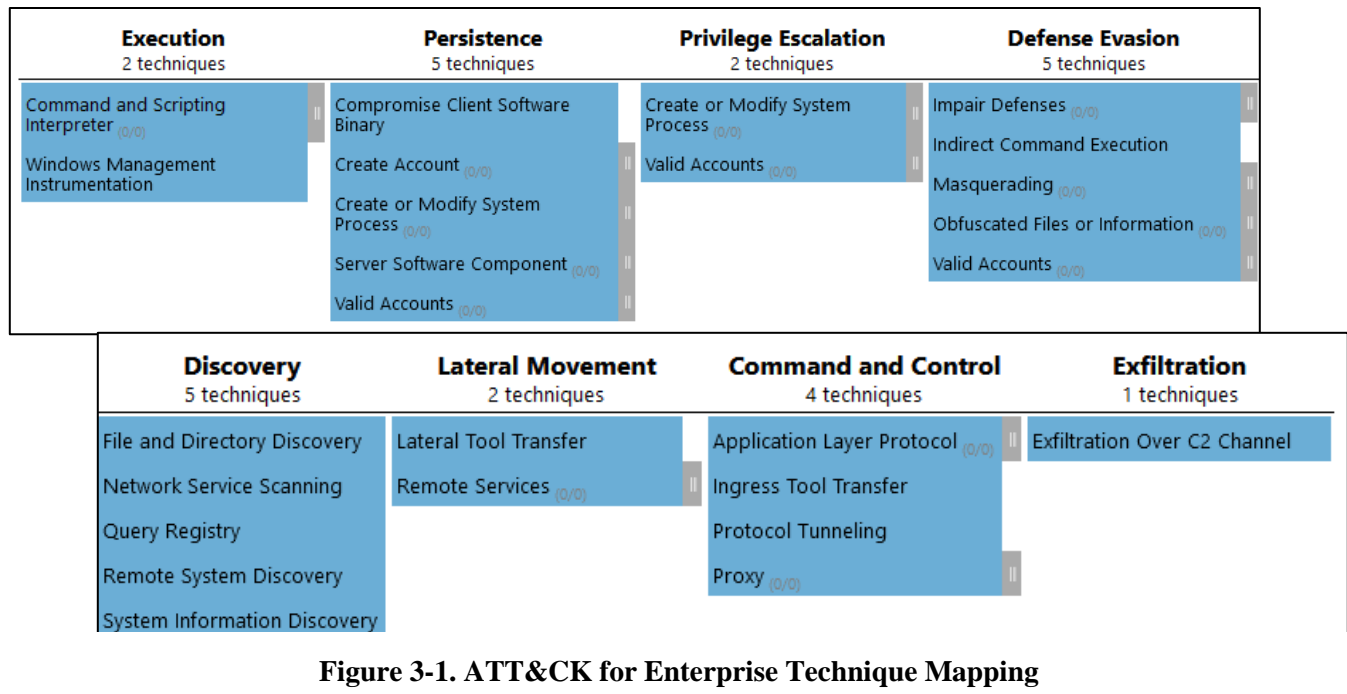 Execution
2 techniques
Command and Scripting
Interpreter (0/0)
Windows Management
Instrumentation
Persistence
5 techniques
Compromise Client Software
Binary
Create Account (0/0)
Create or Modify System
Process (0/0)
Server Software Component (0/0)
Valid Accounts (0/0)
Privilege Escalation
2 techniques
Create or Modify System
Process (0/0)
Valid Accounts (0/0)
Defense Evasion
5 techniques
Impair Defenses (0/0)
Indirect Command Execution
Masquerading (0/0)
Obfuscated Files or Information (0/0)
Valid Accounts (0/0)
Discovery
5 techniques
File and Directory Discovery
Network Service Scanning
Query Registry
Remote System Discovery
System Information Discovery
Lateral Movement
2 techniques
Lateral Tool Transfer
Remote Services (0/0)
Command and Control
4 techniques
Application Layer Protocol (0/0)
Ingress Tool Transfer
Protocol Tunneling
Proxy (0/0)
Exfiltration
1 techniques
Exfiltration Over C2 Channel
Figure 3-1. ATT&CK for Enterprise Technique Mapping